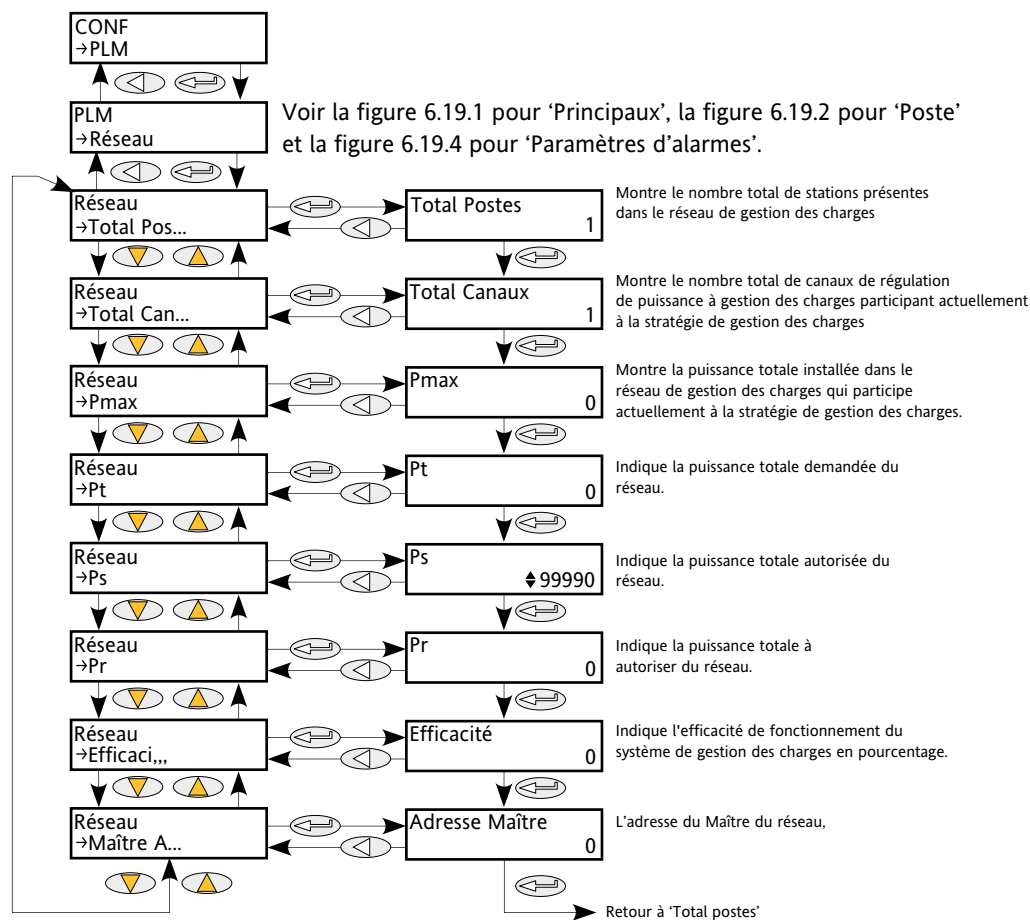 CONF
→PLM
PLM
→Réseau
Voir la figure 6.19.1 pour ‘Principaux’, la figure 6.19.2 pour ‘Poste’
et la figure 6.19.4 pour ‘Paramètres d’alarmes’.
Réseau
→Total Pos...
Total Postes
1
Montre le nombre total de stations présentes
dans le réseau de gestion des charges
Réseau
→Total Can...
Total Canaux
1
Montre le nombre total de canaux de régulation
de puissance à gestion des charges participant actuellement
à la stratégie de gestion des charges
Réseau
→Pmax
Pmax
0
Montre la puissance totale installée dans le
réseau de gestion des charges qui participe
actuellement à la stratégie de gestion des charges.
Réseau
→Pt
Pt
0
Indique la puissance totale demandée du
réseau.
Réseau
→Ps
Ps
99990
Indique la puissance totale autorisée du
réseau.
Réseau
→Pr
Pr
0
Indique la puissance totale à
autoriser du réseau.
Réseau
→Efficaci,,,
Efficacité
0
Indique l'efficacité de fonctionnement du
système de gestion des charges en pourcentage.
Réseau
→Maître A...
Adresse Maître
0
L’adresse du Maître du réseau,
Retour à ‘Total postes’